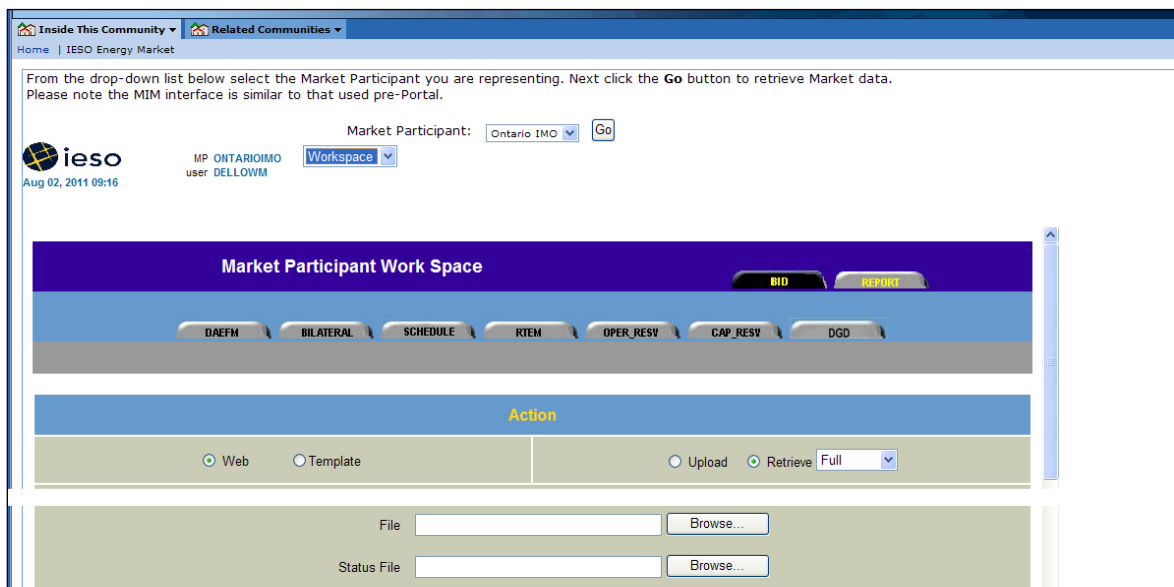 Inside This Community Related Communities
Home | IESO Energy Market
From the drop-down list below select the Market Participant you are representing. Next click the Go button to retrieve Market data.
Please note the MIM interface is similar to that used pre-Portal.
Market Participant: Ontario IMO Go
ieso
MP ONTARIOIMO Workspace
user DELLOWM
Aug 02, 2011 09:16
Market Participant Work Space
BID REPORT
DAEFM BILATERAL SCHEDULE RTEM OPER_RESV CAP_RESV DGD
Action
Web Template Upload Retrieve Full
File Browse...
Status File Browse...